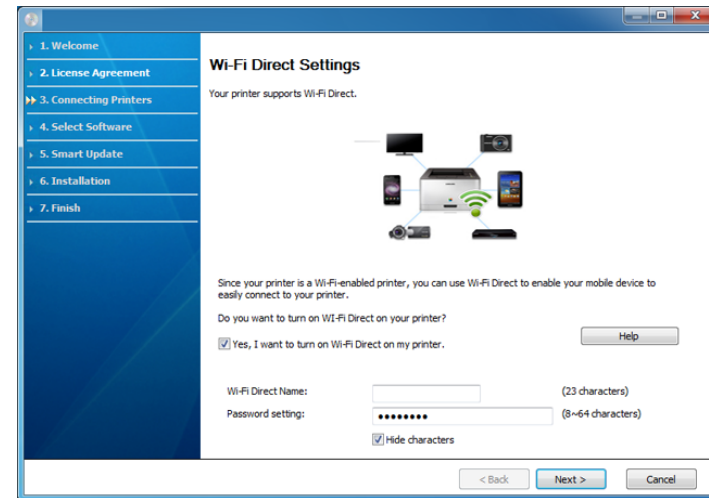 1. Welcome
2. License Agreement
3. Connecting Printers
4. Select Software
5. Smart Update
6. Installation
7. Finish
Wi-Fi Direct Settings
Your printer supports Wi-Fi Direct.
Since your printer is a Wi-Fi-enabled printer, you can use Wi-Fi Direct to enable your mobile device to
easily connect to your printer.
Do you want to turn on WI-Fi Direct on your printer?
Yes, I want to turn on Wi-Fi Direct on my printer.
Help
Wi-Fi Direct Name: (23 characters)
Password setting: ●●●●●●●● (8~64 characters)
Hide characters
< Back Next > Cancel